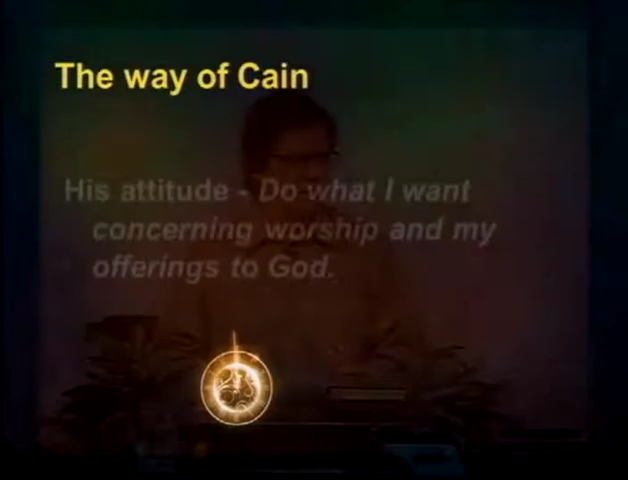 The way of Cain
His attitude - Do what I want
concerning worship and my
offerings to God.